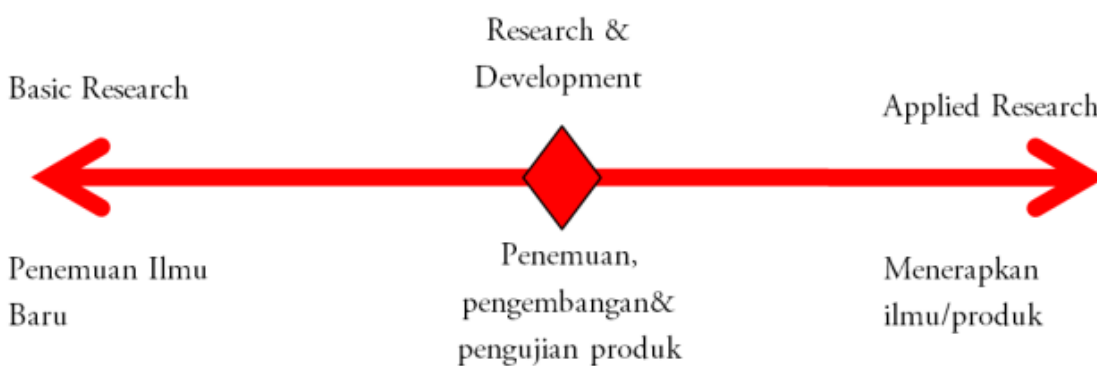 Research &
Development
Basic Research
Applied Research
Penemuan Ilmu
Baru
Penemuan,
pengembangan&
pengujian produk
Menerapkan
ilmu/produk